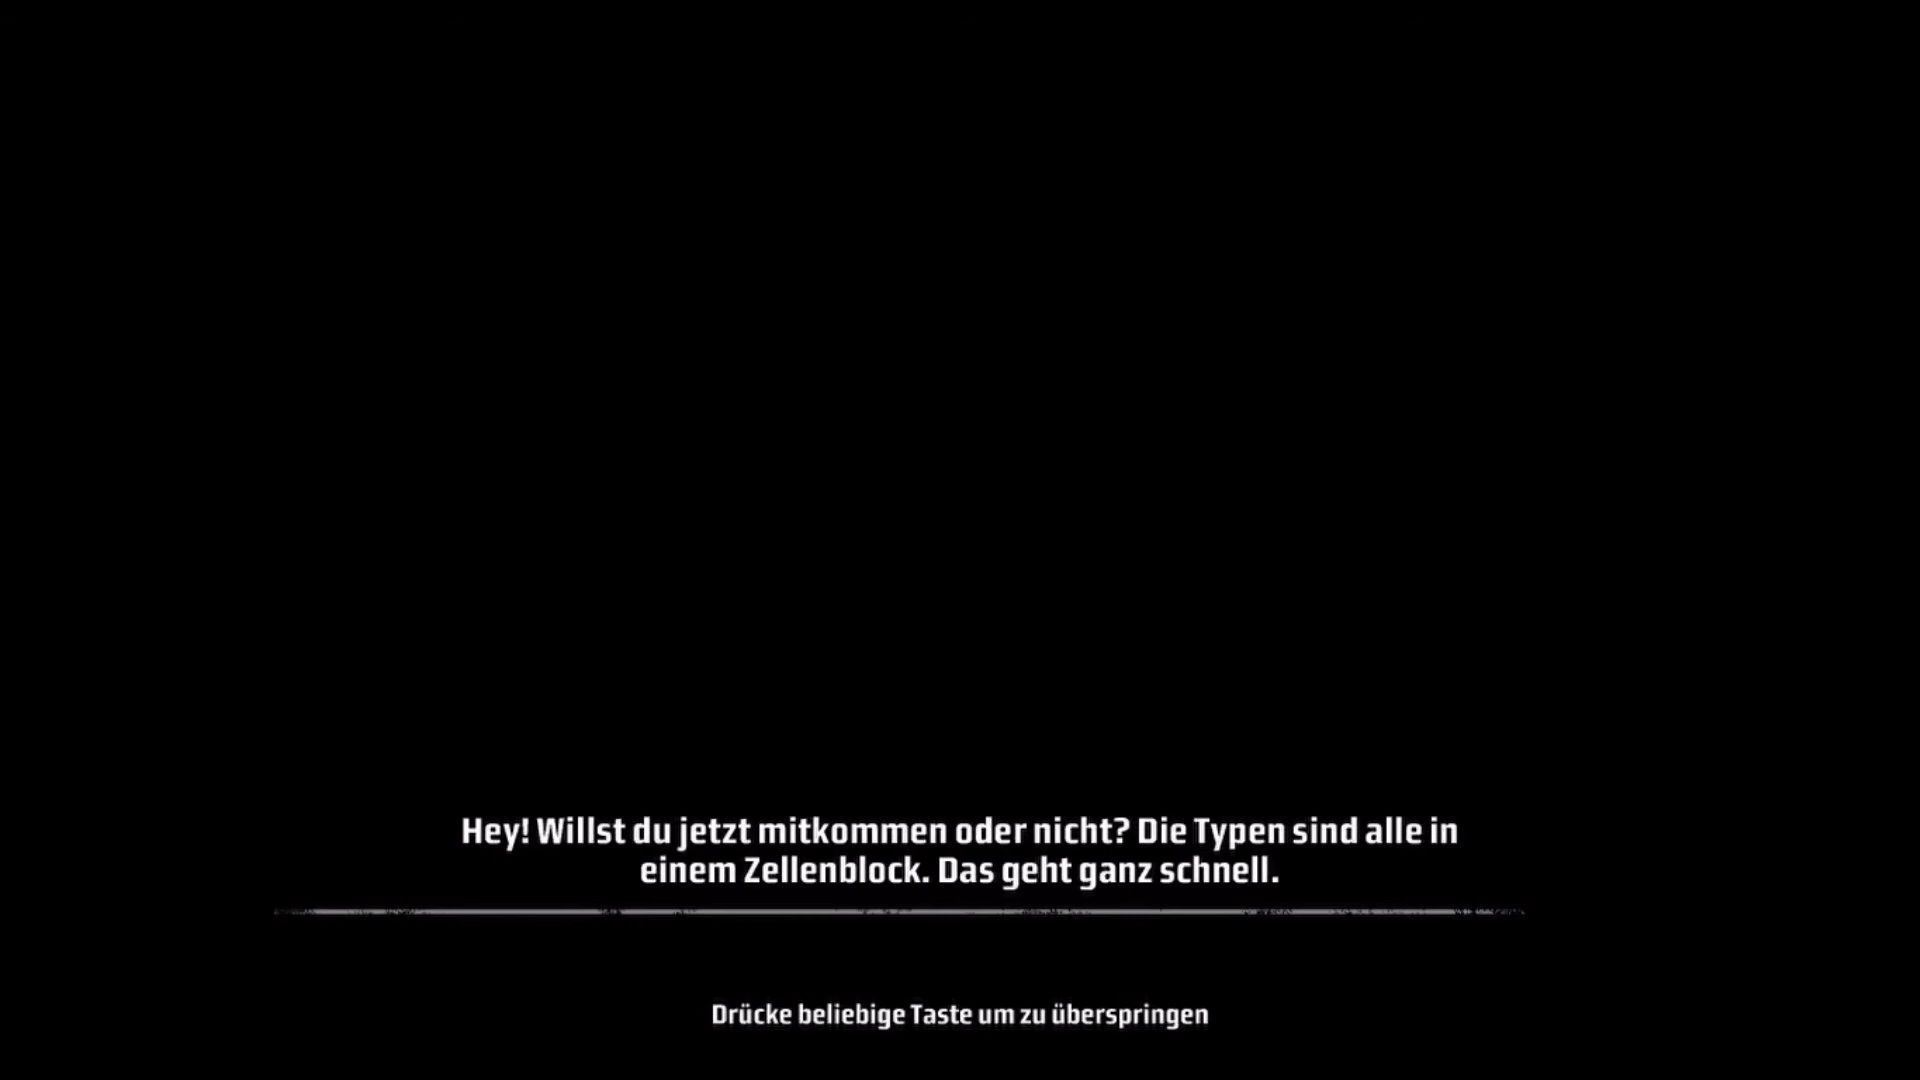 Hey! Willst du jetzt mitkommen oder nicht? Die Typen sind alle in
einem Zellenblock. Das geht ganz schnell.
Drücke beliebige Taste um zu überspringen